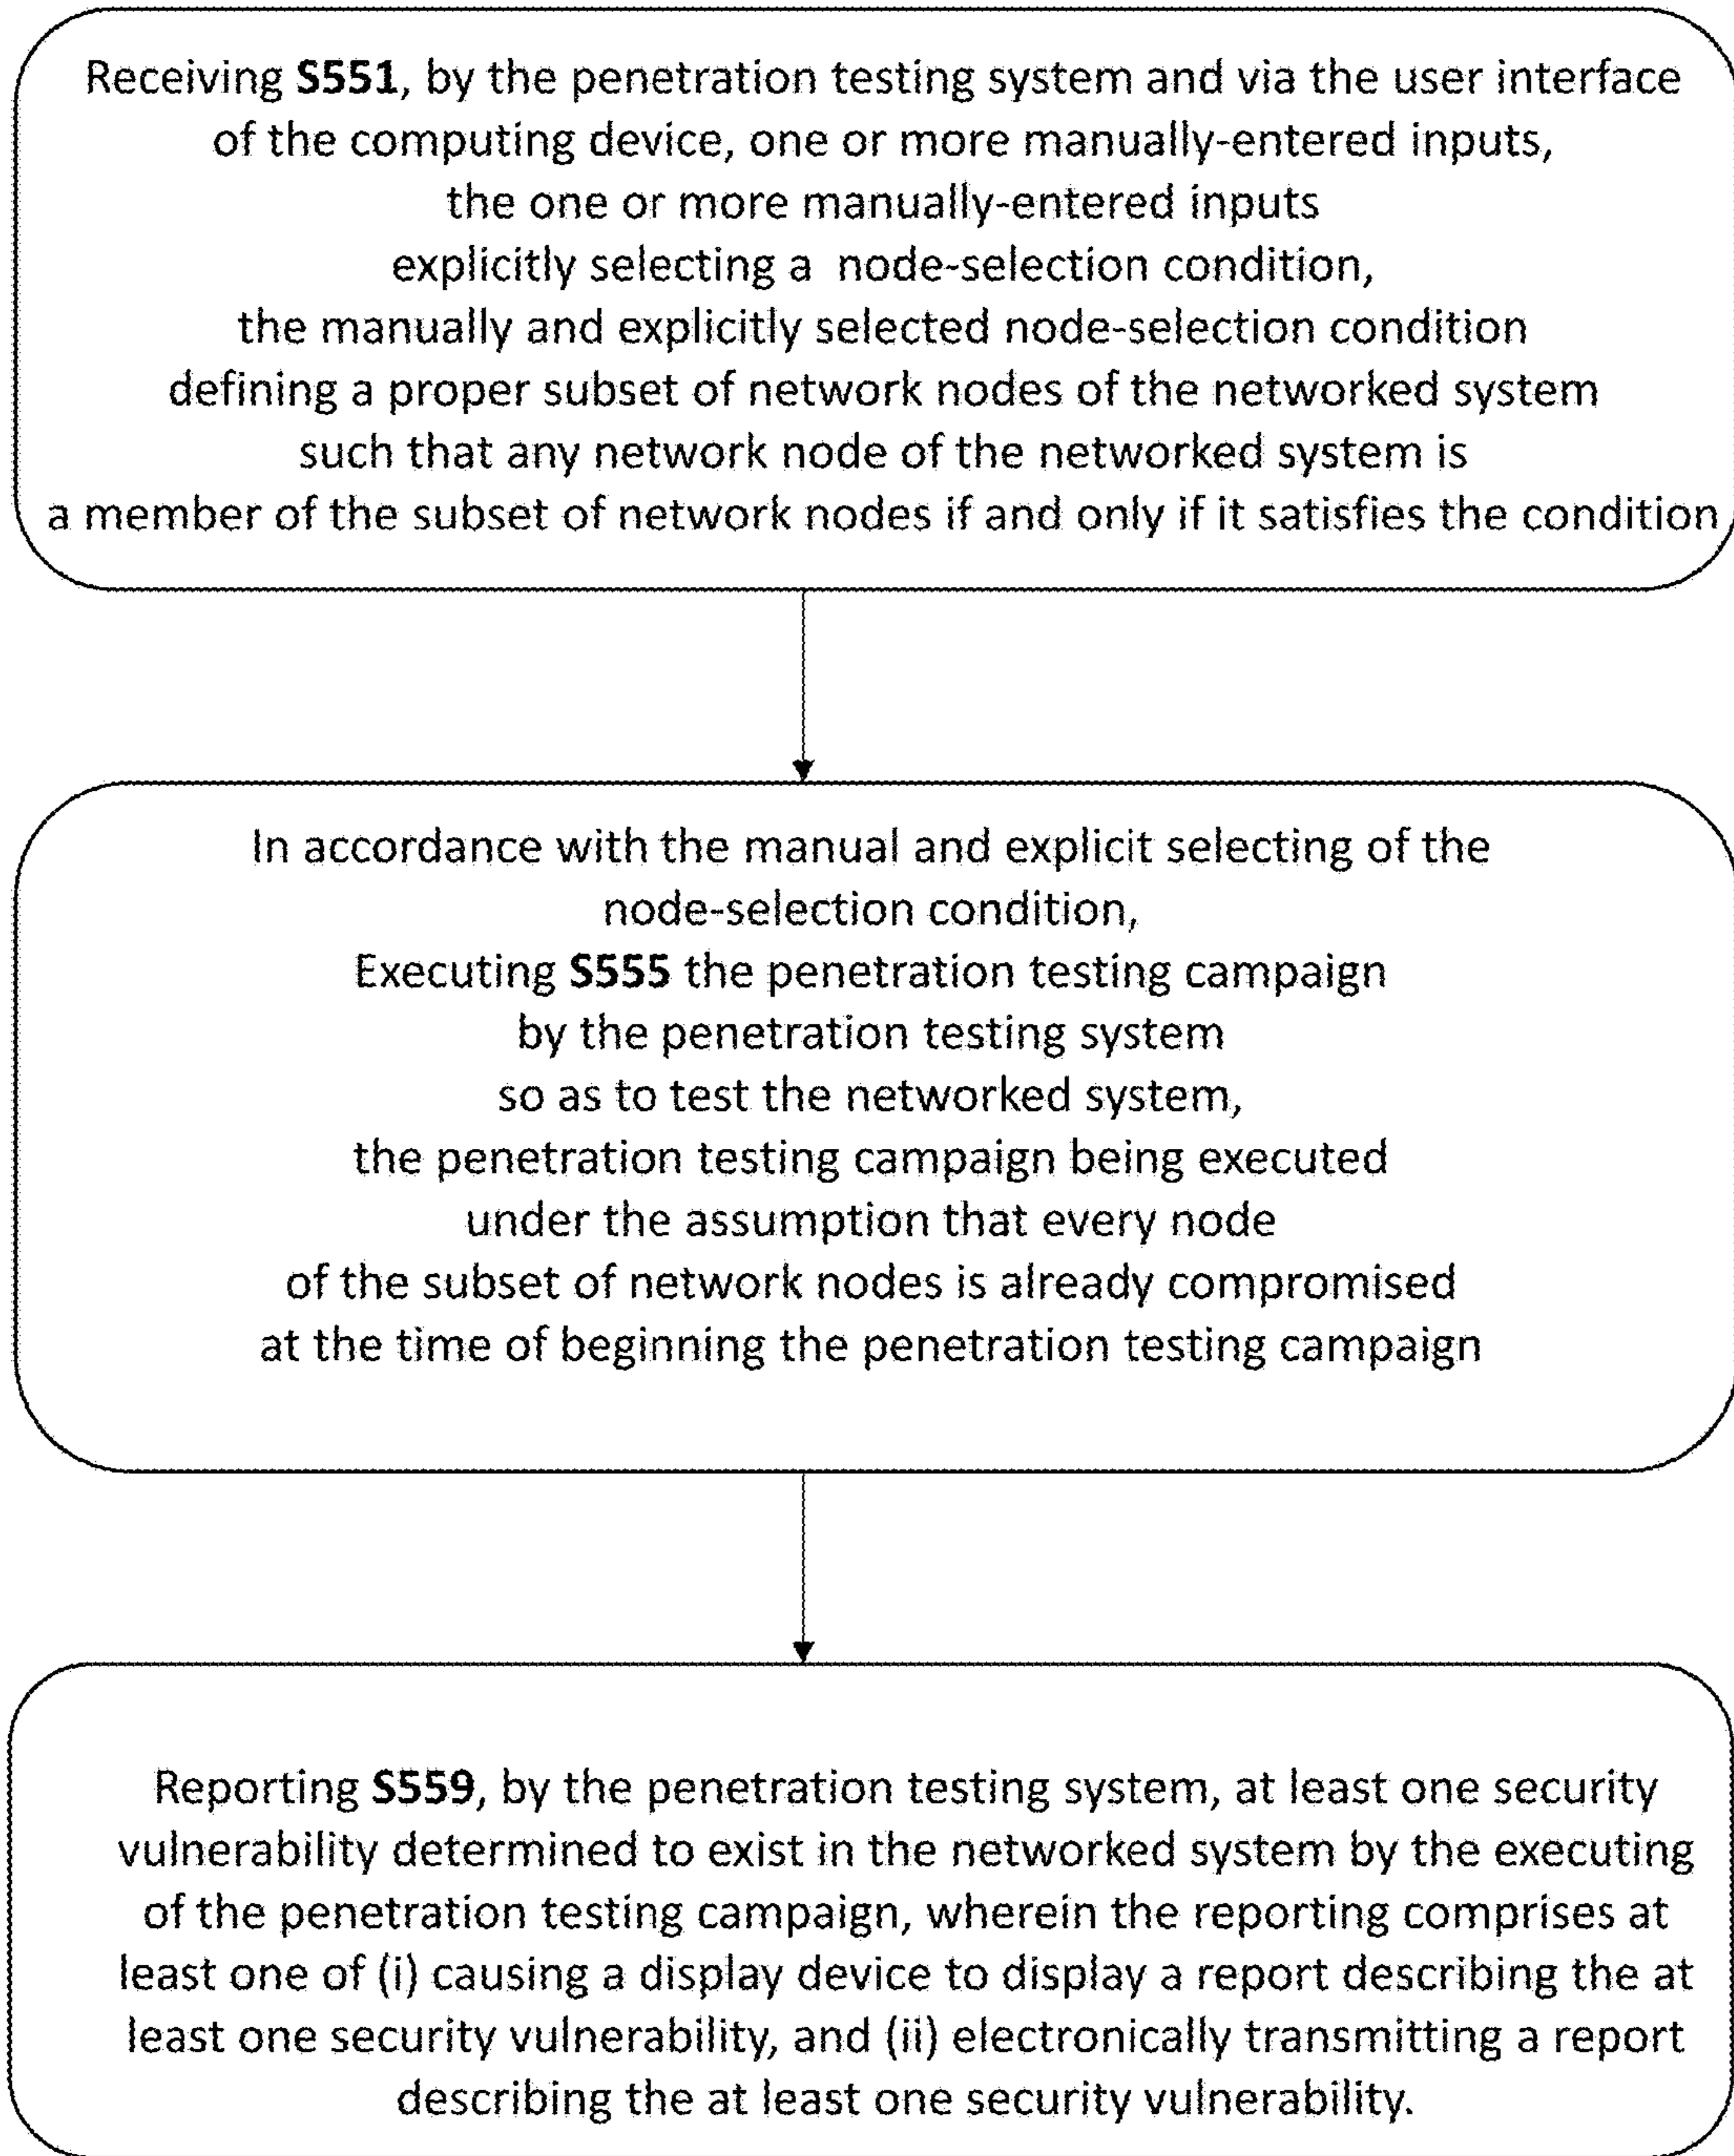 Receiving S551, by the penetration testing system and via the user interface
of the computing device, one or more manually-entered inputs,
the one or more manually-entered inputs
explicitly selecting a node-selection condition,
the manually and explicitly selected node-selection condition
defining a proper subset of network nodes of the networked system
such that any network node of the networked system is
a member of the subset of network nodes if and only if it satisfies the condition
In accordance with the manual and explicit selecting of the
node-selection condition,
Executing S555 the penetration testing campaign
by the penetration testing system
so as to test the networked system,
the penetration testing campaign being executed
under the assumption that every node
of the subset of network nodes is already compromised
at the time of beginning the penetration testing campaign
Reporting S559, by the penetration testing system, at least one security
vulnerability determined to exist in the networked system by the executing
of the penetration testing campaign, wherein the reporting comprises at
least one of (i) causing a display device to display a report describing the at
least one security vulnerability, and (ii) electronically transmitting a report
describing the at least one security vulnerability.